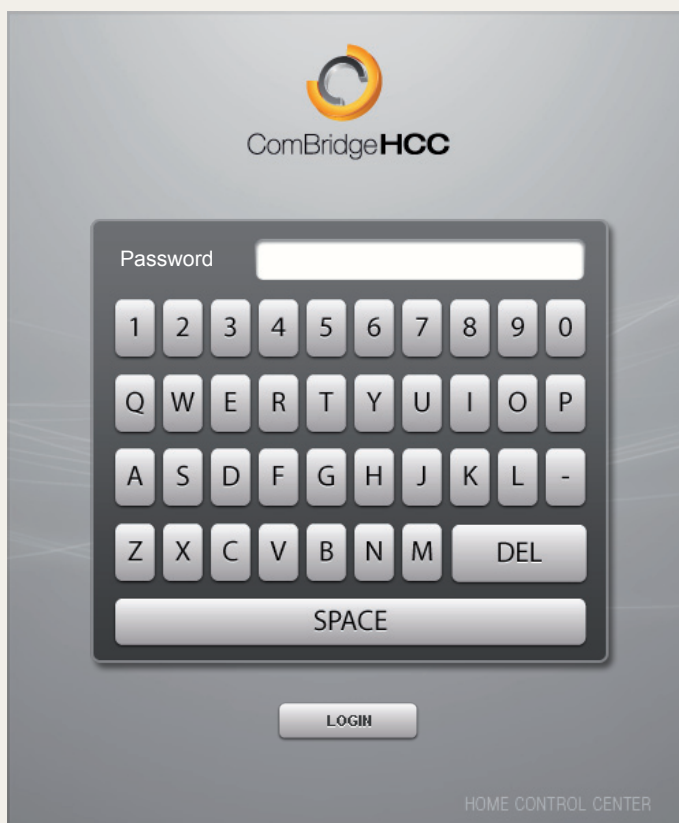 ComBridgeHCC
Password
1 2 3 4 5 6 7 8 9 0
Q W E R T Y U I O P
A S D F G H J K L -
Z X C V B N M DEL
SPACE
LOGIN
HOME CONTROL CENTER